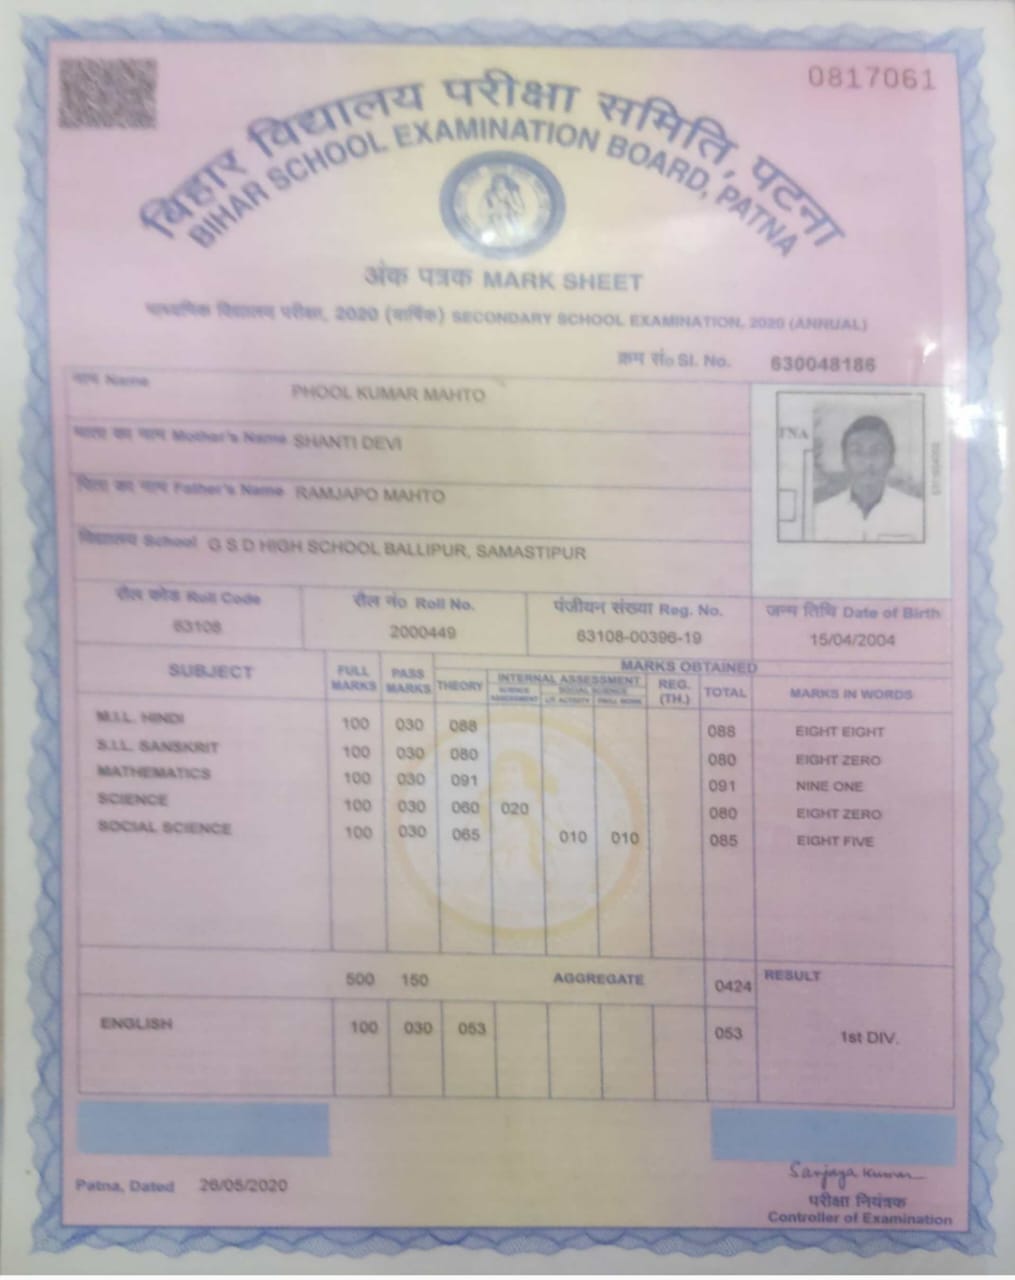 0817061
बिहार विद्यालय परीक्षा समिति, पटना
BIHAR SCHOOL EXAMINATION BOARD, PATNA
अंक पत्रक MARK SHEET
माध्यमिक विद्यालय परीक्षा, 2020 (वार्षिक) SECONDARY SCHOOL EXAMINATION, 2020 (ANNUAL)
क्रम सं० Sl. No. 630048186
नाम Name PHOOL KUMAR MAHTO
माता का नाम Mother's Name SHANTI DEVI
पिता का नाम Father's Name RAMJAPO MAHTO
विद्यालय School G S D HIGH SCHOOL BALLIPUR, SAMASTIPUR
रौल कोड Roll Code रौल नं० Roll No. पंजीयन संख्या Reg. No. जन्म तिथि Date of Birth
63108 2000449 63108-00396-19 15/04/2004
SUBJECT FULL MARKS PASS MARKS MARKS OBTAINED
THEORY INTERNAL ASSESSMENT REG. (TH.) TOTAL MARKS IN WORDS
SCIENCE ASSESSMENT SOCIAL SCIENCE LIT. ACTIVITY PROJ. WORK
M.I.L. HINDI 100 030 088 088 EIGHT EIGHT
S.I.L. SANSKRIT 100 030 080 080 EIGHT ZERO
MATHEMATICS 100 030 091 091 NINE ONE
SCIENCE 100 030 060 020 080 EIGHT ZERO
SOCIAL SCIENCE 100 030 065 010 010 085 EIGHT FIVE
500 150 AGGREGATE 0424 RESULT
ENGLISH 100 030 053 053 1st DIV.
Patna, Dated 26/05/2020
Sanjaya Kumar
परीक्षा नियंत्रक
Controller of Examination